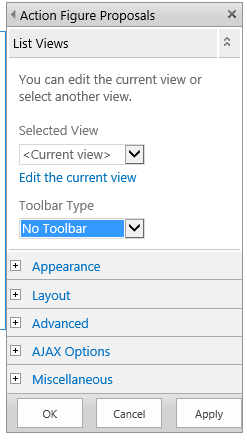 Action Figure Proposals
List Views
You can edit the current view or
select another view.
Selected View
<Current view>
Edit the current view
Toolbar Type
No Toolbar
Appearance
Layout
Advanced
AJAX Options
Miscellaneous
OK Cancel Apply